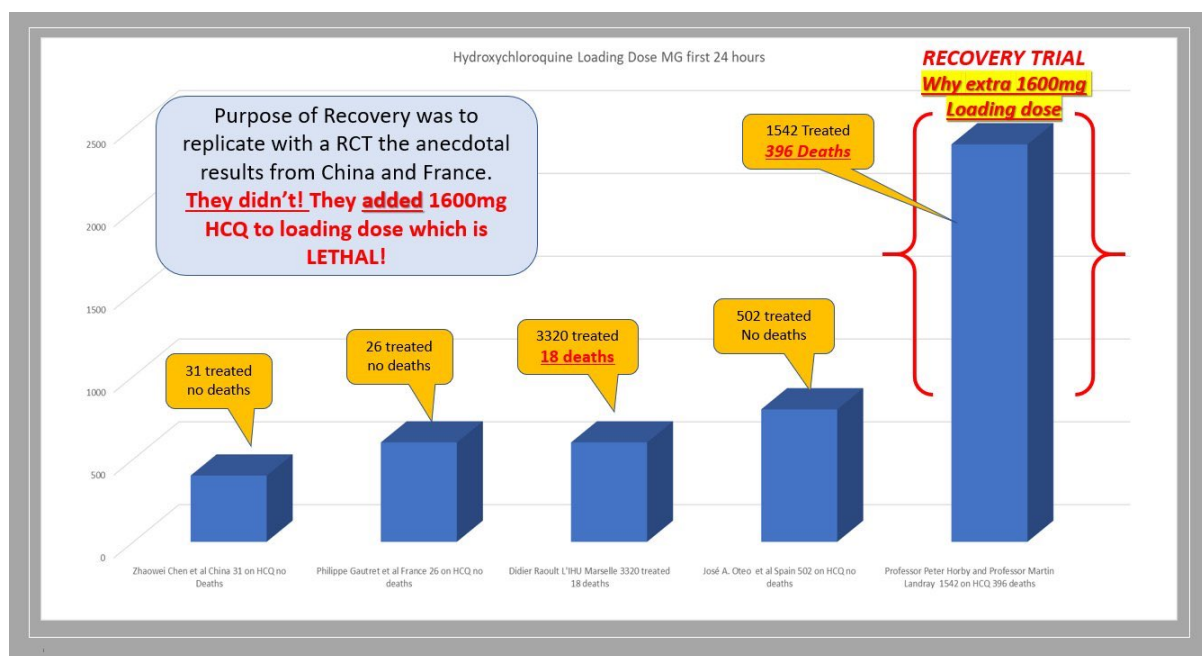 Hydroxychloroquine Loading Dose MG first 24 hours
RECOVERY TRIAL
Why extra 1600mg
Loading dose
Purpose of Recovery was to
replicate with a RCT the anecdotal
results from China and France.
They didn't! They added 1600mg
HCQ to loading dose which is
LETHAL!
1542 Treated
396 Deaths
502 treated
No deaths
3320 treated
18 deaths
26 treated
no deaths
31 treated
no deaths
2500
2000
1500
1000
500
0
Zhaowei Chen et al China 31 on HCQ no
Deaths
Philippe Gautret et al France 26 on HCQ no
deaths
Didier Raoult L'IHU Marselle 3320 treated
18 deaths
José A. Oteo et al Spain 502 on HCQ no
deaths
Professor Peter Horby and Professor Martin
Landray 1542 on HCQ 396 deaths